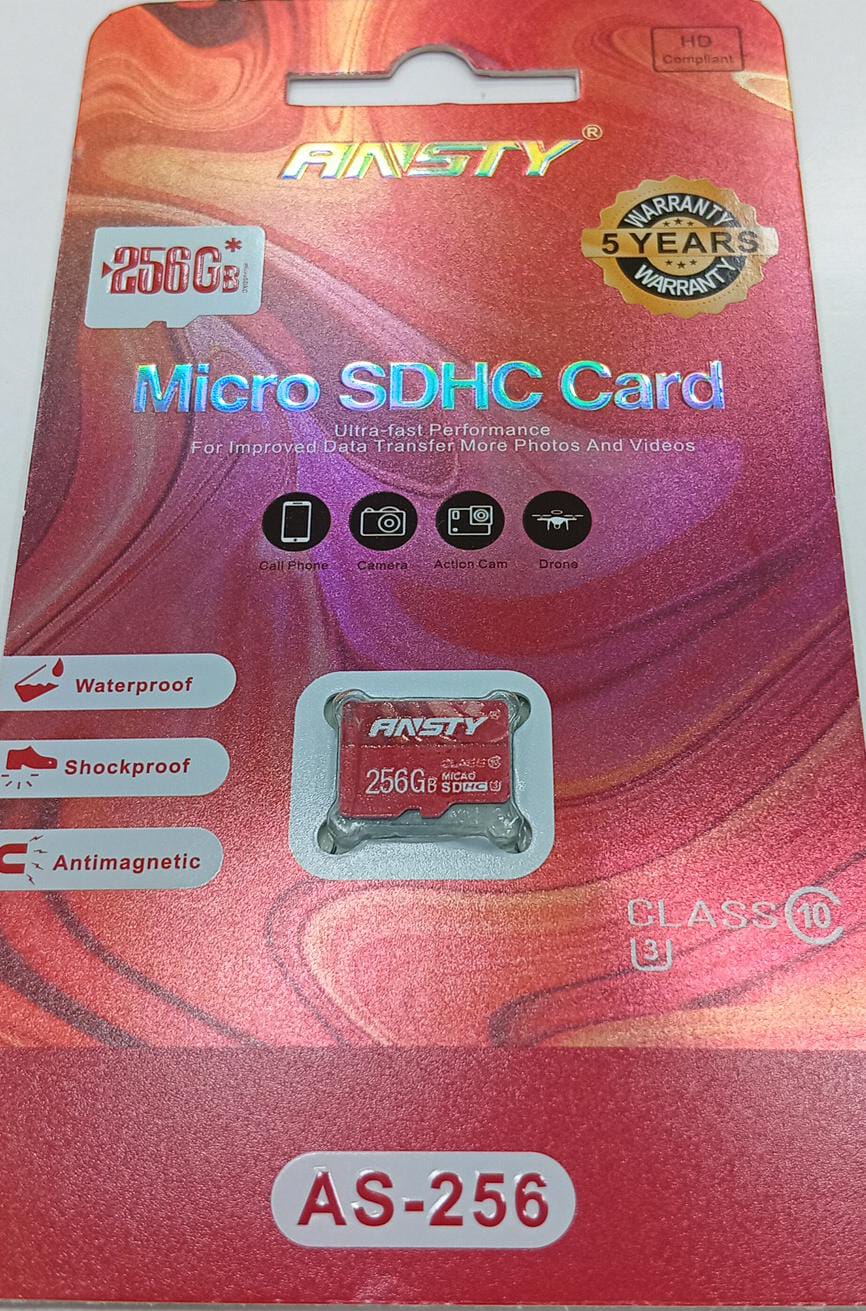 HD
Compliant
ANSTY®
WARRANTY
5 YEARS
WARRANTY
256GB*
Micro SDHC Card
Ultra-fast Performance
For Improved Data Transfer More Photos And Videos
Call Phone
Camera
Action Cam
Drone
Waterproof
Shockproof
Antimagnetic
ANSTY®
CLASS 10
256GB
MICAO
SDHC 3
CLASS 10
3
AS-256